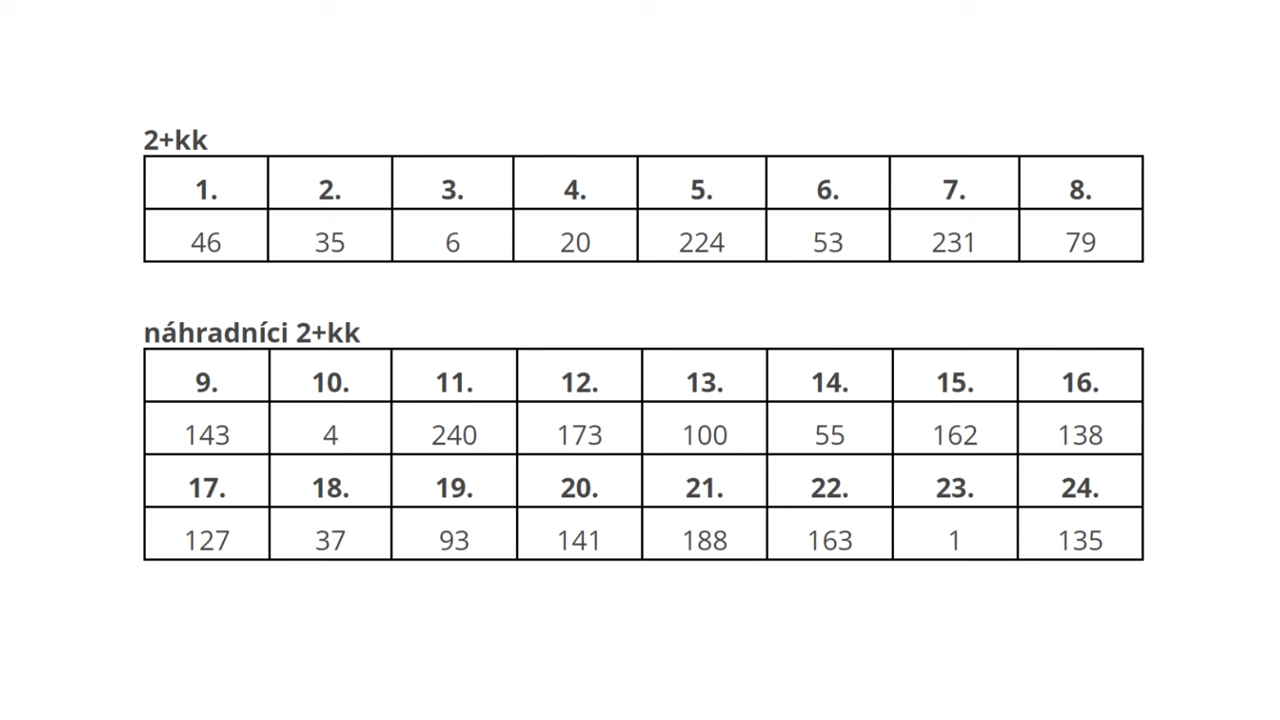 2+kk
1. 2. 3. 4. 5. 6. 7. 8.
46 35 6 20 224 53 231 79
náhradníci 2+kk
9. 10. 11. 12. 13. 14. 15. 16.
143 4 240 173 100 55 162 138
17. 18. 19. 20. 21. 22. 23. 24.
127 37 93 141 188 163 1 135